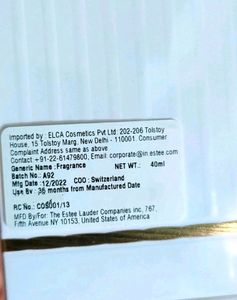 Imported by : ELCA Cosmetics Pvt Ltd. 202-206 Tolstoy
House, 15 Tolstoy Marg, New Delhi - 110001. Consumer
Complaint Address same as above
Contact +91-22-61479800, Email: corporate@in.estee.com
Generic Name: Fragrance NET WT.: 40ml
Batch No.: A92
Mfg Date: 12/2022 COO: Switzerland
Use By: 36 months from Manufactured Date
RC No.: COS001/13
MFD By/For: The Estee Lauder Companies inc, 767,
Fifth Avenue NY 10153, United States of America